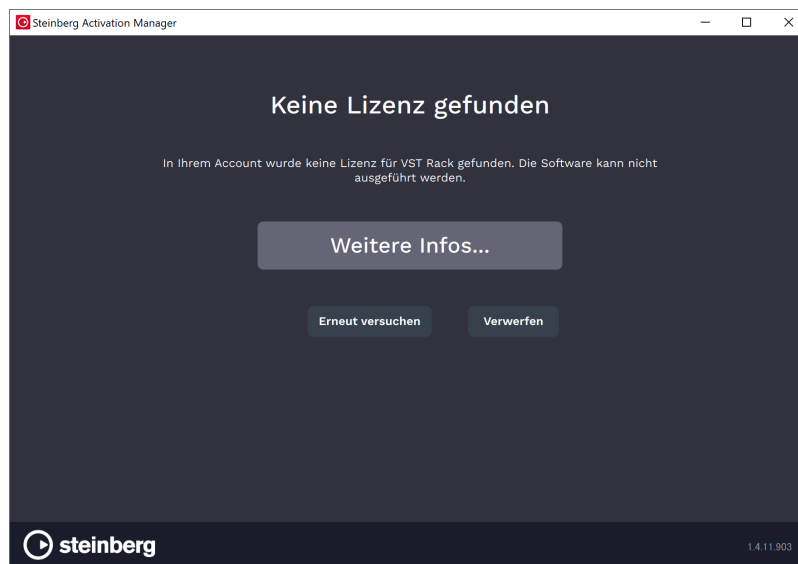 Steinberg Activation Manager
Keine Lizenz gefunden
In Ihrem Account wurde keine Lizenz für VST Rack gefunden. Die Software kann nicht
ausgeführt werden.
Weitere Infos...
Erneut versuchen
Verwerfen
steinberg
1.4.11.903